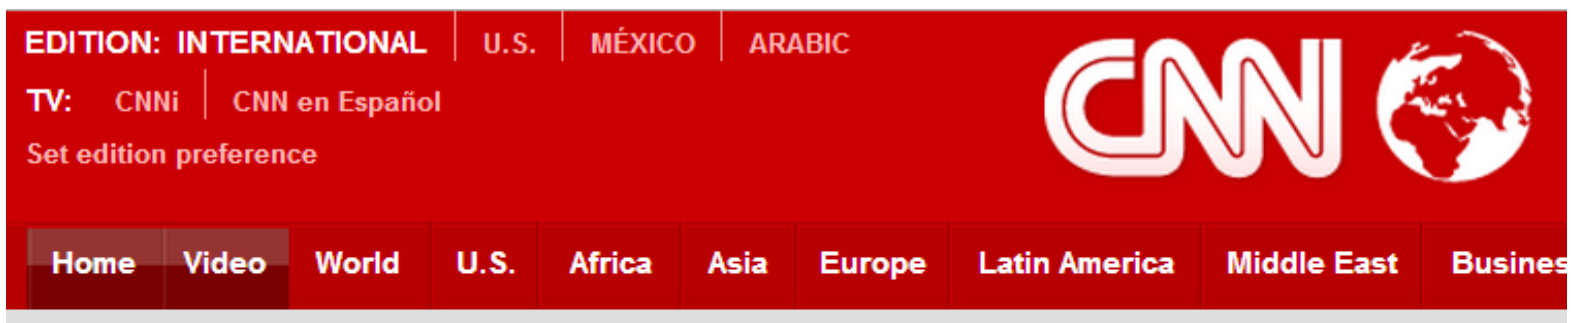 EDITION: INTERNATIONAL U.S. MÉXICO ARABIC
TV: CNNi CNN en Español
Set edition preference
CNN
Home Video World U.S. Africa Asia Europe Latin America Middle East Busines